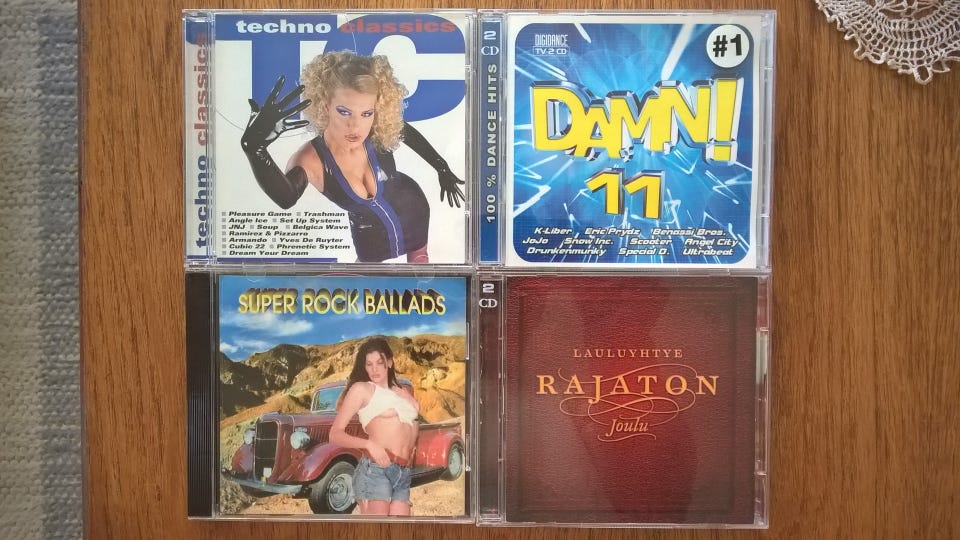 techno classics
techno classics
TC
Pleasure Game Trashman
Angle Ice Set Up System
JNJ Soup Belgica Wave
Ramirez & Pizzarro
Armando Yves De Ruyter
Cubic 22 Phrenetic System
Dream Your Dream
2
CD
100 % DANCE HITS
DIGIDANCE
TV-2 CD
#1
DAMN!
11
K-Liber Eric Prydz Benassi Bros.
JoJo Snow Inc. Scooter Angel City
Drunkenmunky Special D. Ultrabeat
SUPER ROCK BALLADS
2
CD
LAULUYHTYE
RAJATON
Joulu